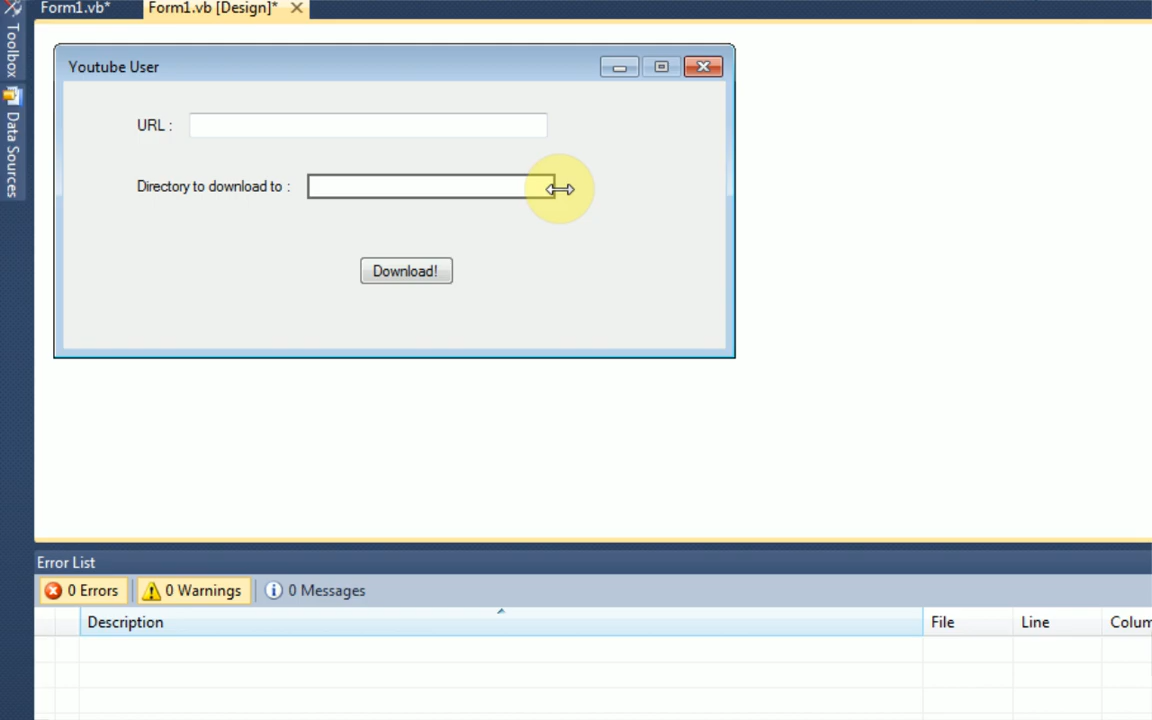 Form1.vb* Form1.vb [Design]*
Toolbox
Data Sources
Youtube User
URL :
Directory to download to :
Download!
Error List
0 Errors 0 Warnings 0 Messages
Description File Line Colum